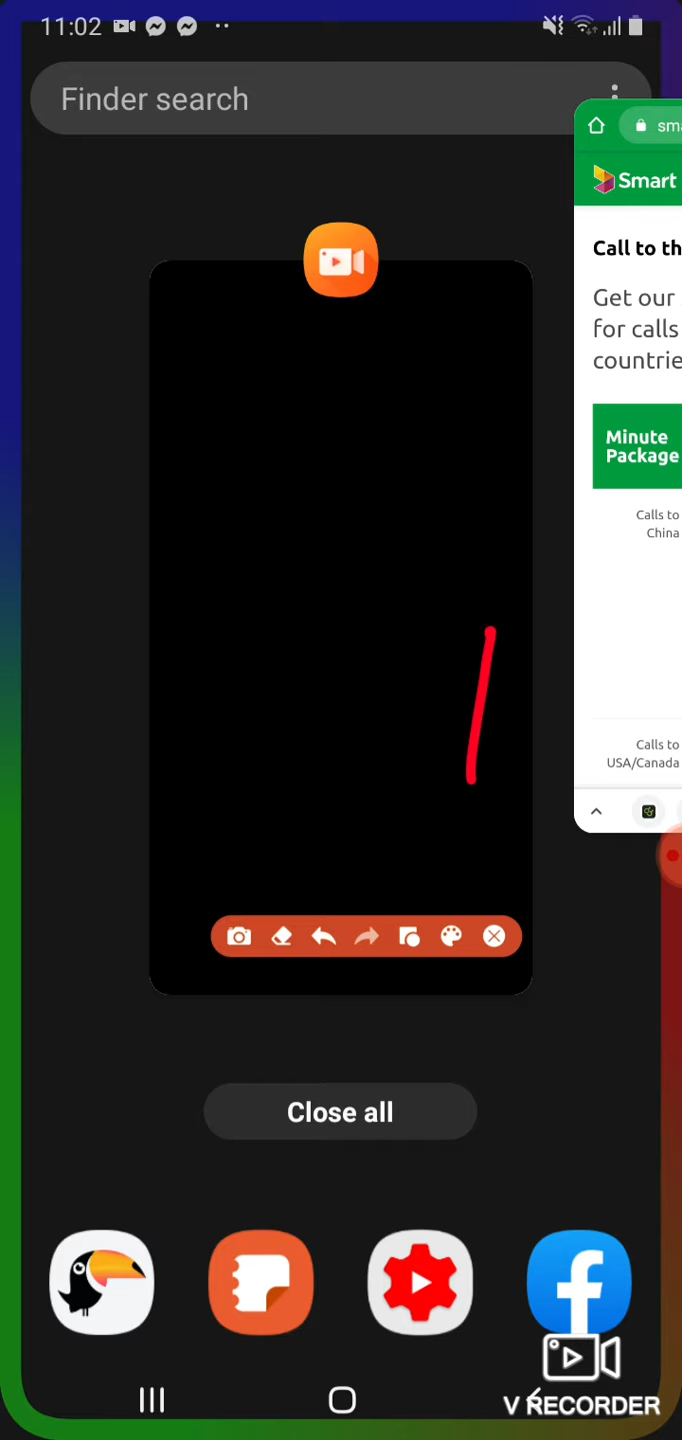 11:02
Finder search
sm
Smart
Call to th
Get our
for calls
countrie
Minute
Package
Calls to
China
Calls to
USA/Canada
Close all
V RECORDER